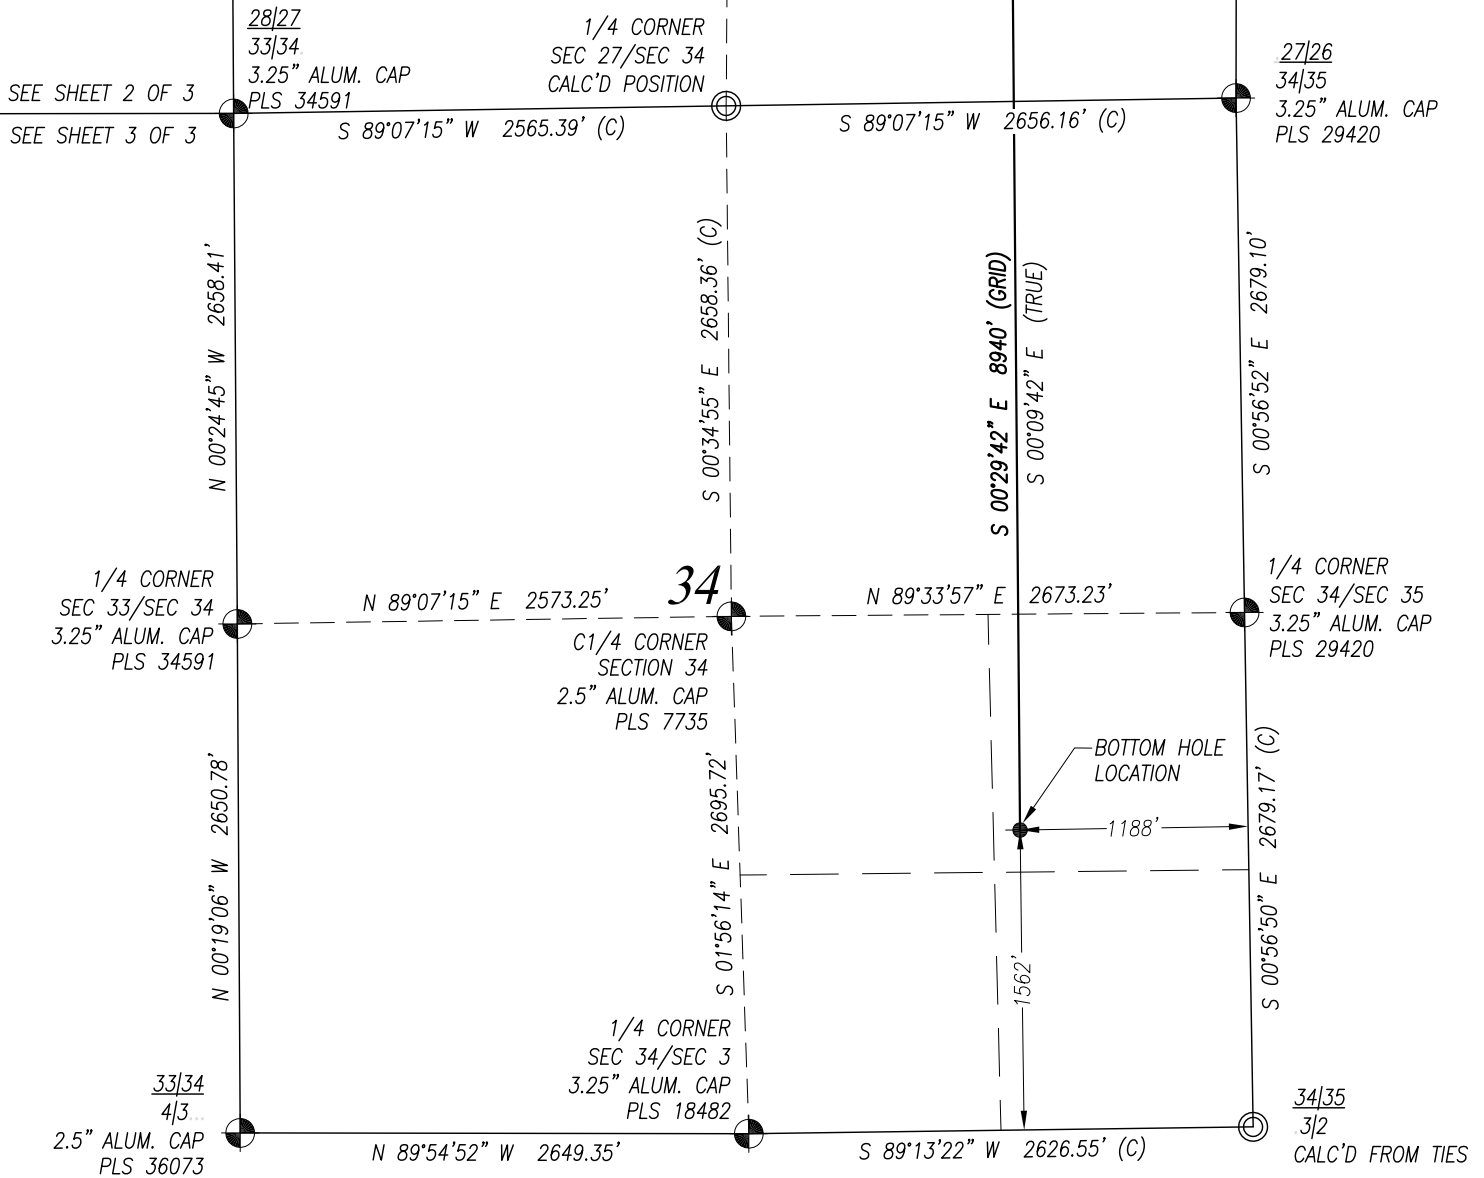 28|27
33|34
3.25" ALUM. CAP
PLS 34591
1/4 CORNER
SEC 27/SEC 34
CALC'D POSITION
27|26
34|35
3.25" ALUM. CAP
PLS 29420
SEE SHEET 2 OF 3
SEE SHEET 3 OF 3
S 89°07'15" W 2565.39' (C)
S 89°07'15" W 2656.16' (C)
N 00°24'45" W 2658.41'
S 00°34'55" E 2658.36' (C)
S 00°29'42" E 8940' (GRID)
S 00°09'42" E (TRUE)
S 00°56'52" E 2679.10'
1/4 CORNER
SEC 33/SEC 34
3.25" ALUM. CAP
PLS 34591
N 89°07'15" E 2573.25'
34
N 89°33'57" E 2673.23'
1/4 CORNER
SEC 34/SEC 35
3.25" ALUM. CAP
PLS 29420
C1/4 CORNER
SECTION 34
2.5" ALUM. CAP
PLS 7735
BOTTOM HOLE
LOCATION
1188'
N 00°19'06" W 2650.78'
S 01°56'14" E 2695.72'
1562'
S 00°56'50" E 2679.17' (C)
1/4 CORNER
SEC 34/SEC 3
3.25" ALUM. CAP
PLS 18482
33|34
4|3
2.5" ALUM. CAP
PLS 36073
N 89°54'52" W 2649.35'
S 89°13'22" W 2626.55' (C)
34|35
3|2
CALC'D FROM TIES